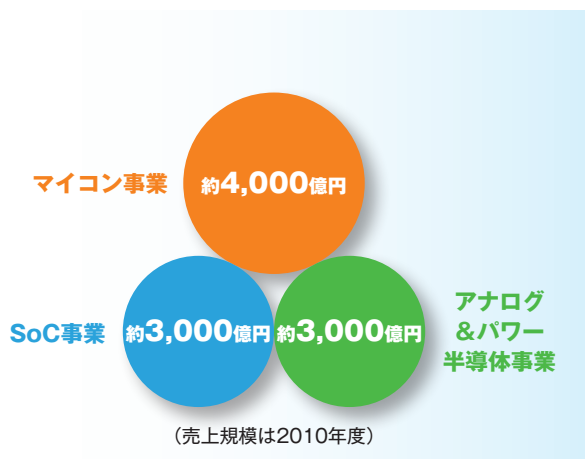 マイコン事業
約4,000億円
SoC事業
約3,000億円
約3,000億円
アナログ
&パワー
半導体事業
（売上規模は2010年度）